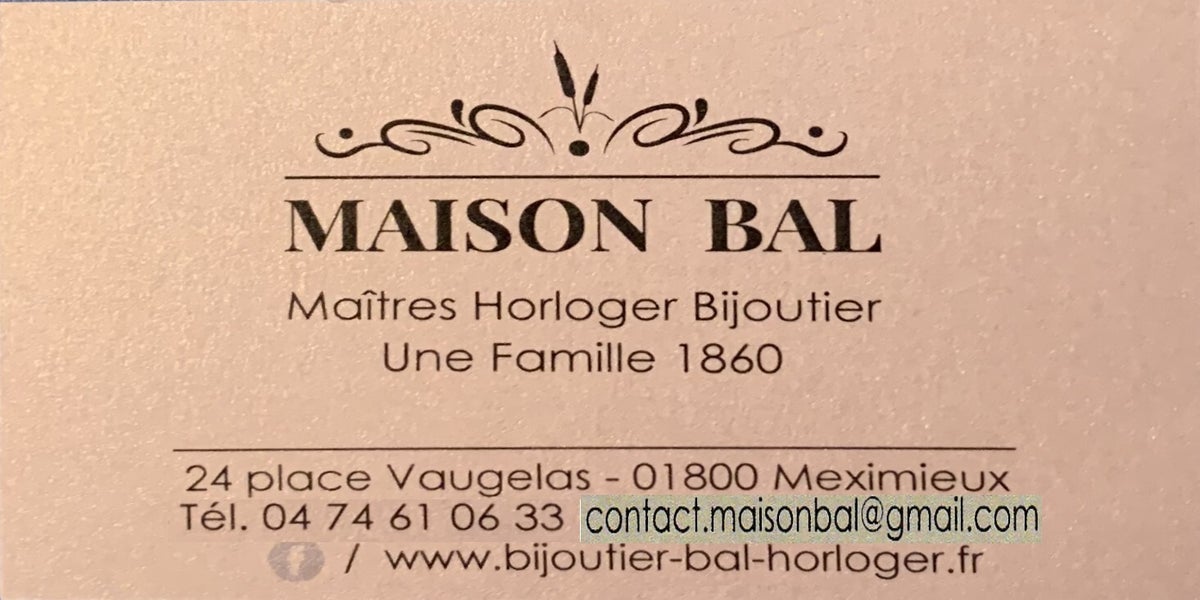 MAISON BAL
Maîtres Horloger Bijoutier
Une Famille 1860
24 place Vaugelas - 01800 Meximieux
Tél. 04 74 61 06 33 contact.maisonbal@gmail.com
f / www.bijoutier-bal-horloger.fr